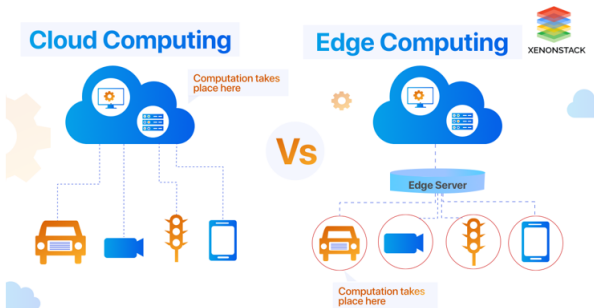 Cloud Computing
Edge Computing
XENONSTACK
Computation takes
place here
Vs
Edge Server
Computation takes
place here